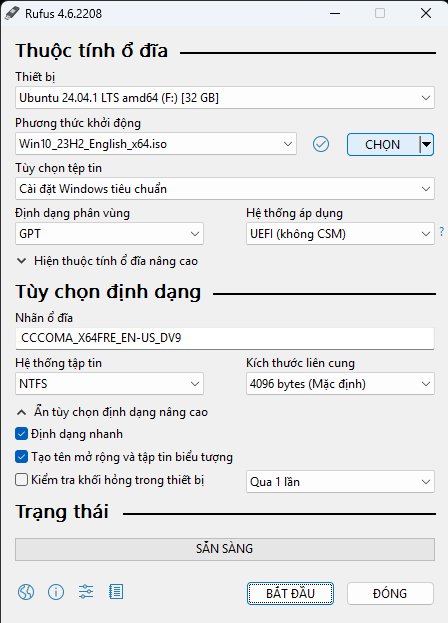 Rufus 4.6.2208
Thuộc tính ổ đĩa
Thiết bị
Ubuntu 24.04.1 LTS amd64 (F:) [32 GB]
Phương thức khởi động
Win10_23H2_English_x64.iso
CHỌN
Tùy chọn tệp tin
Cài đặt Windows tiêu chuẩn
Định dạng phân vùng Hệ thống áp dụng
GPT UEFI (không CSM) ?
Hiện thuộc tính ổ đĩa nâng cao
Tùy chọn định dạng
Nhãn ổ đĩa
CCCOMA_X64FRE_EN-US_DV9
Hệ thống tập tin Kích thước liên cung
NTFS 4096 bytes (Mặc định)
Ẩn tùy chọn định dạng nâng cao
Định dạng nhanh
Tạo tên mở rộng và tập tin biểu tượng
Kiểm tra khối hỏng trong thiết bị Qua 1 lần
Trạng thái
SẴN SÀNG
BẮT ĐẦU ĐÓNG